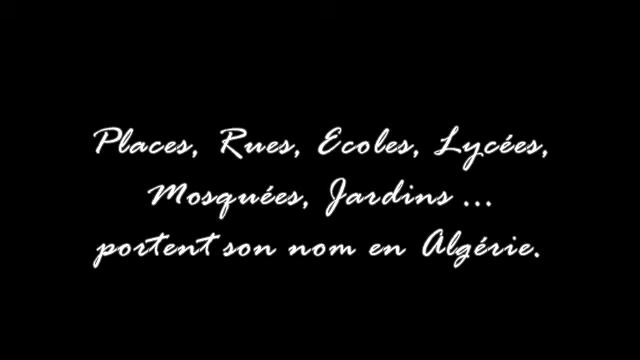 Places, Rues, Ecoles, Lycées,
Mosquées, Jardins ...
portent son nom en Algérie.